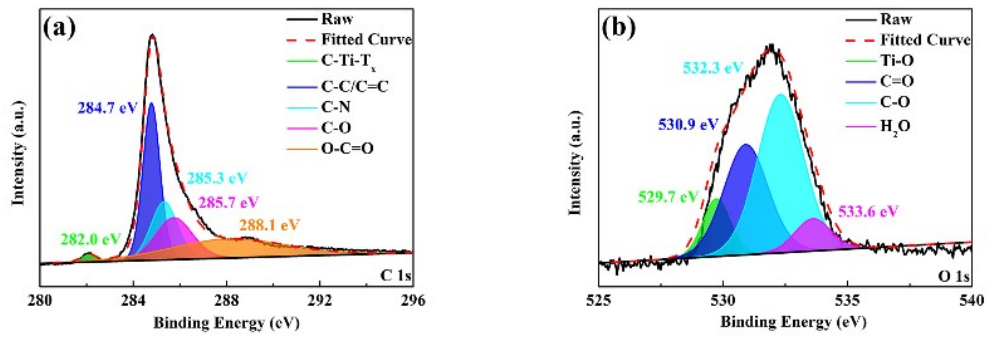 (a)
Raw
Fitted Curve
C-Ti-Tₓ
C-C/C=C
C-N
C-O
O-C=O
284.7 eV
285.3 eV
285.7 eV
288.1 eV
282.0 eV
C 1s
280 284 288 292 296
Binding Energy (eV)
Intensity (a.u.)
(b)
Raw
Fitted Curve
Ti-O
C=O
C-O
H₂O
532.3 eV
530.9 eV
529.7 eV
533.6 eV
O 1s
525 530 535 540
Binding Energy (eV)
Intensity (a.u.)